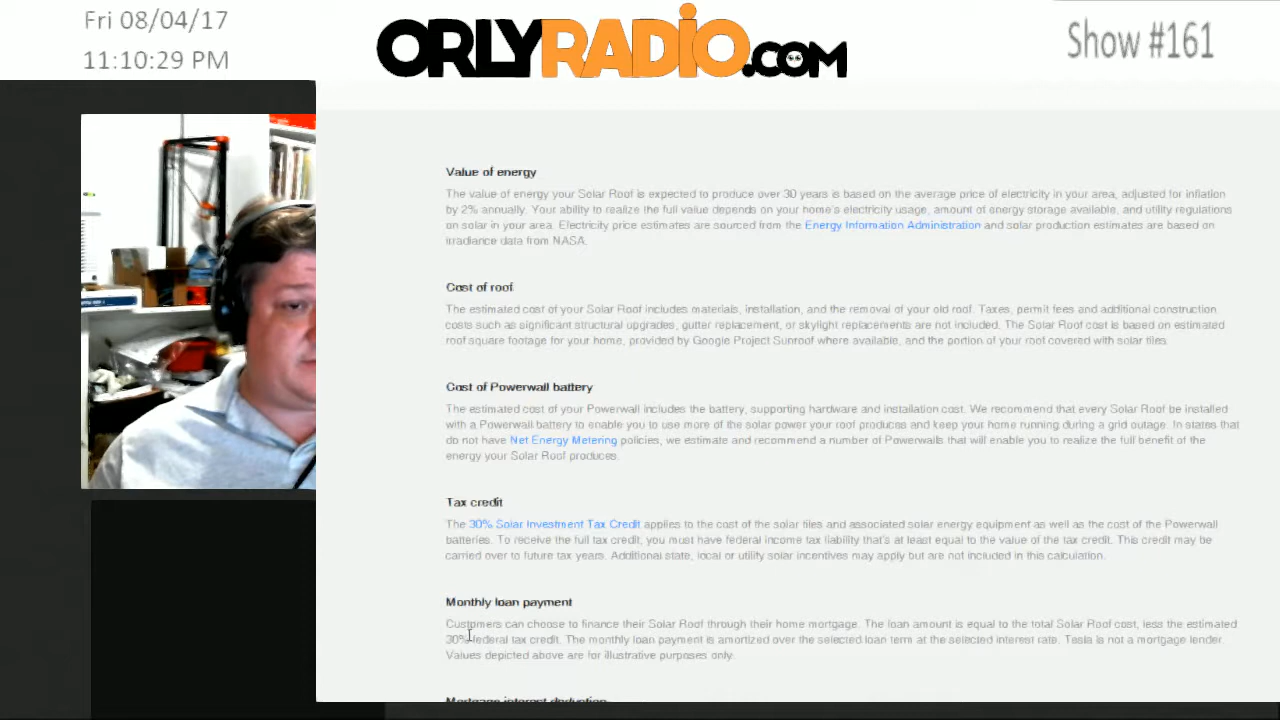 Fri 08/04/17
11:10:29 PM
ORLYRADIO.COM
Show #161
Value of energy
The value of energy your Solar Roof is expected to produce over 30 years is based on the average price of electricity in your area, adjusted for inflation
by 2% annually. Your ability to realize the full value depends on your home's electricity usage, amount of energy storage available, and utility regulations
on solar in your area. Electricity price estimates are sourced from the Energy Information Administration and solar production estimates are based on
irradiance data from NASA.
Cost of roof
The estimated cost of your Solar Roof includes materials, installation, and the removal of your old roof. Taxes, permit fees and additional construction
costs such as significant structural upgrades, gutter replacement, or skylight replacements are not included. The Solar Roof cost is based on estimated
roof square footage for your home, provided by Google Project Sunroof where available, and the portion of your roof covered with solar tiles.
Cost of Powerwall battery
The estimated cost of your Powerwall includes the battery, supporting hardware and installation cost. We recommend that every Solar Roof be installed
with a Powerwall battery to enable you to use more of the solar power your roof produces and keep your home running during a grid outage. In states that
do not have Net Energy Metering policies, we estimate and recommend a number of Powerwalls that will enable you to realize the full benefit of the
energy your Solar Roof produces.
Tax credit
The 30% Solar Investment Tax Credit applies to the cost of the solar tiles and associated solar energy equipment as well as the cost of the Powerwall
batteries. To receive the full tax credit, you must have federal income tax liability that's at least equal to the value of the tax credit. This credit may be
carried over to future tax years. Additional state, local or utility solar incentives may apply but are not included in this calculation.
Monthly loan payment
Customers can choose to finance their Solar Roof through their home mortgage. The loan amount is equal to the total Solar Roof cost, less the estimated
30% federal tax credit. The monthly loan payment is amortized over the selected loan term at the selected interest rate. Tesla is not a mortgage lender.
Values depicted above are for illustrative purposes only.
Mortgage interest deduction